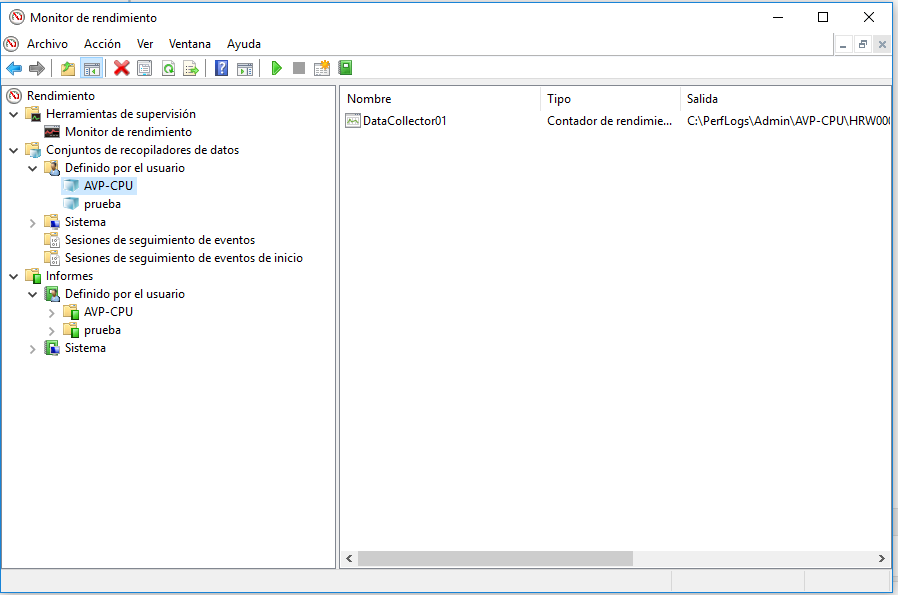 Monitor de rendimiento
Archivo Acción Ver Ventana Ayuda
Rendimiento
Herramientas de supervisión
Monitor de rendimiento
Conjuntos de recopiladores de datos
Definido por el usuario
AVP-CPU
prueba
Sistema
Sesiones de seguimiento de eventos
Sesiones de seguimiento de eventos de inicio
Informes
Definido por el usuario
AVP-CPU
prueba
Sistema
Nombre Tipo Salida
DataCollector01 Contador de rendimie... C:\PerfLogs\Admin\AVP-CPU\HRW000